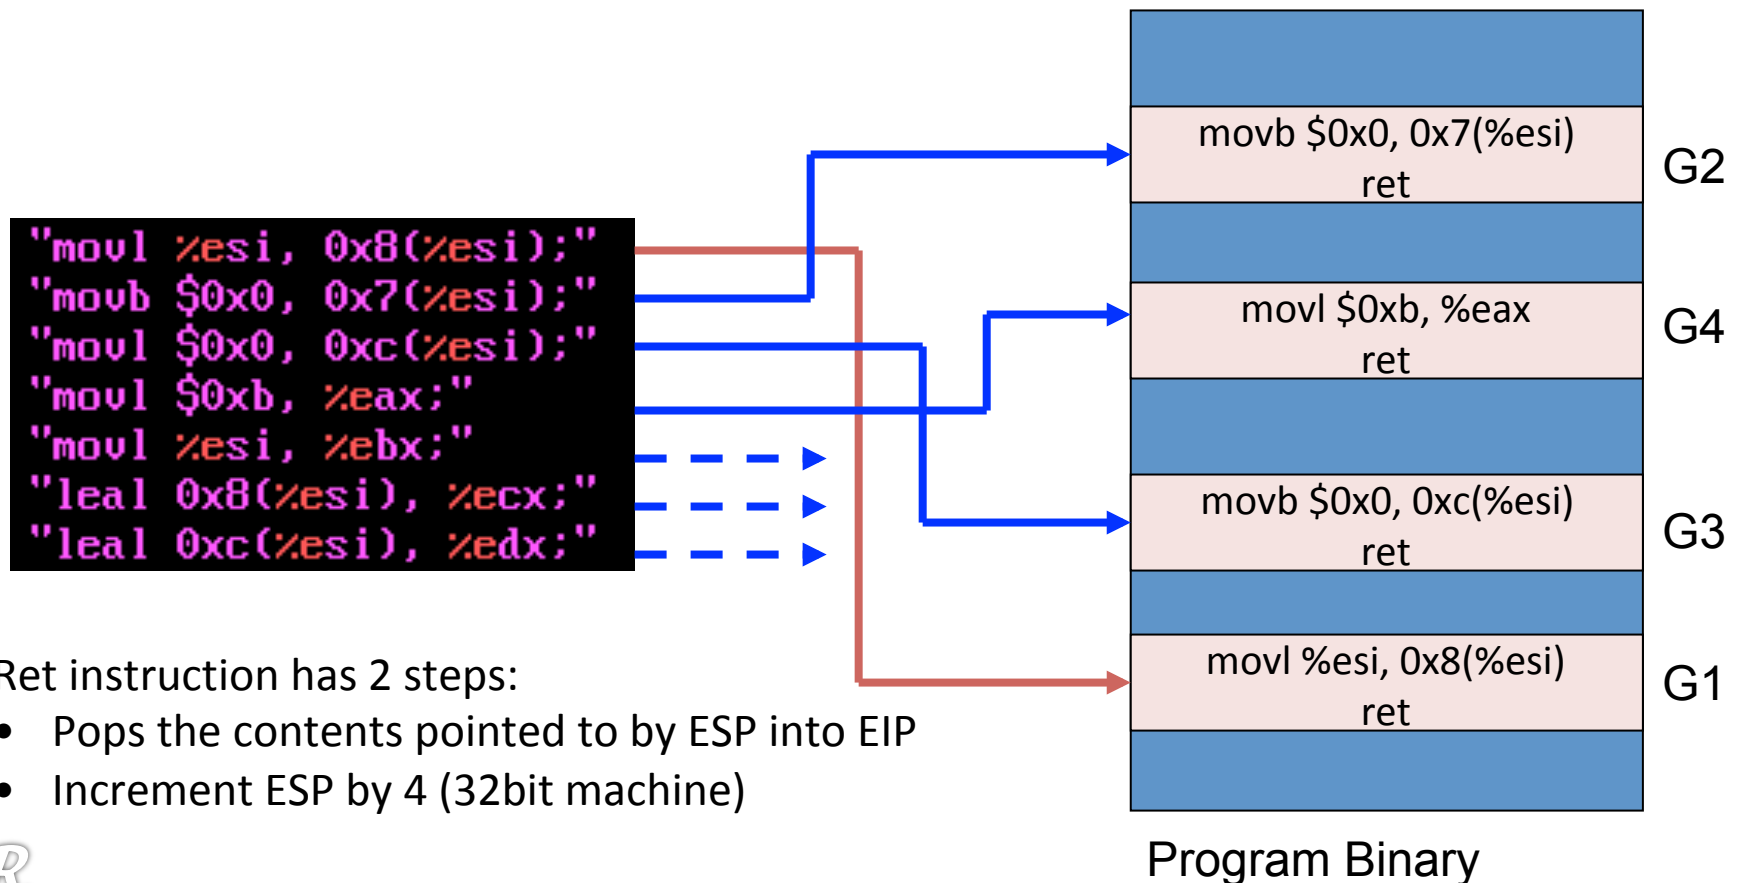 "movl %esi, 0x8(%esi);"
"movb $0x0, 0x7(%esi);"
"movl $0x0, 0xc(%esi);"
"movl $0xb, %eax;"
"movl %esi, %ebx;"
"leal 0x8(%esi), %ecx;"
"leal 0xc(%esi), %edx;"
Ret instruction has 2 steps:
• Pops the contents pointed to by ESP into EIP
• Increment ESP by 4 (32bit machine)
R
movb $0x0, 0x7(%esi)
ret
G2
movl $0xb, %eax
ret
G4
movb $0x0, 0xc(%esi)
ret
G3
movl %esi, 0x8(%esi)
ret
G1
Program Binary